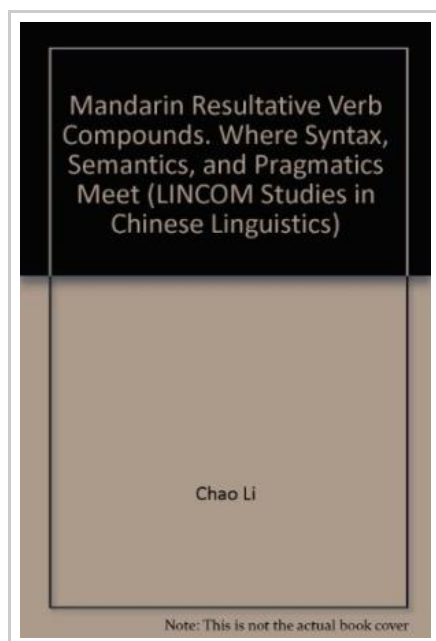 Mandarin Resultative Verb
Compounds. Where Syntax,
Semantics, and Pragmatics
Meet (LINCOM Studies in
Chinese Linguistics)
Chao Li
Note: This is not the actual book cover